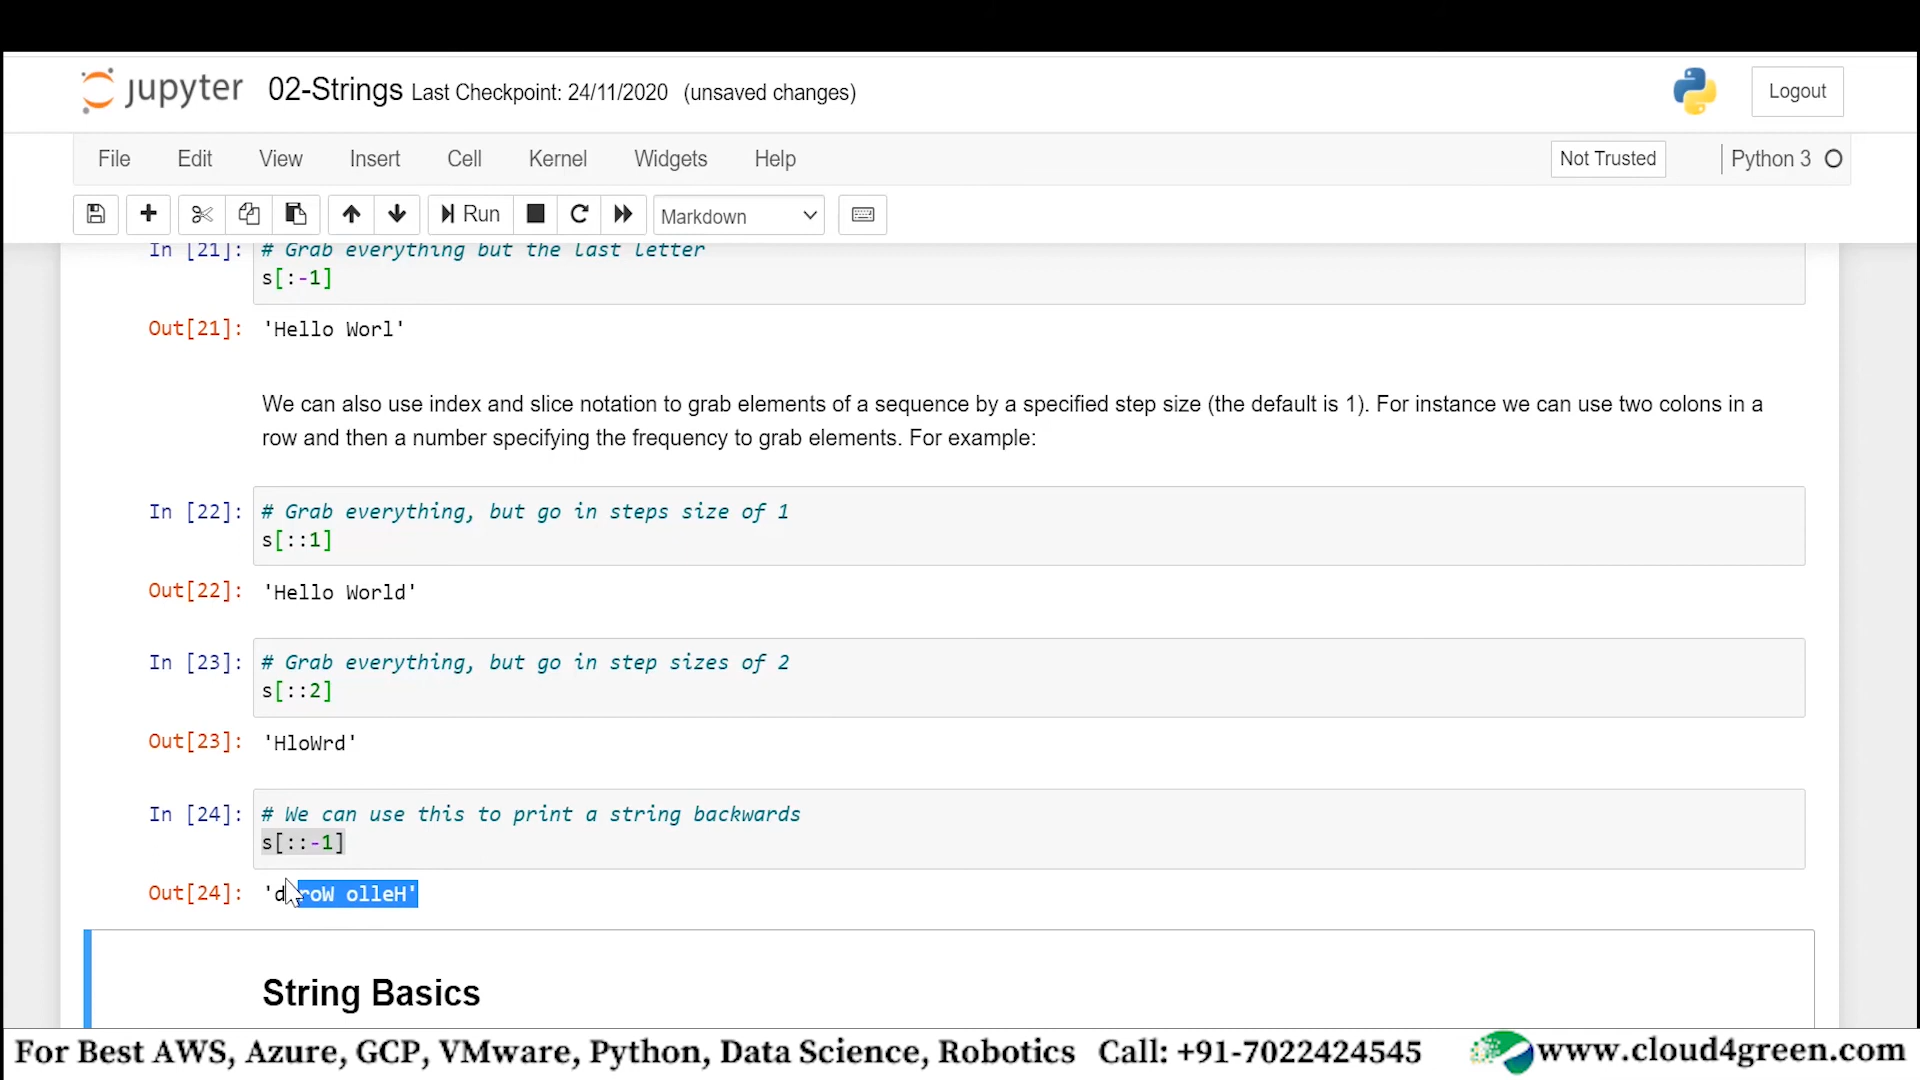 jupyter 02-Strings Last Checkpoint: 24/11/2020 (unsaved changes) Logout
File Edit View Insert Cell Kernel Widgets Help Not Trusted Python 3
Run Markdown
In [21]: # Grab everything but the last letter
s[:-1]
Out[21]: 'Hello Worl'
We can also use index and slice notation to grab elements of a sequence by a specified step size (the default is 1). For instance we can use two colons in a
row and then a number specifying the frequency to grab elements. For example:
In [22]: # Grab everything, but go in steps size of 1
s[::1]
Out[22]: 'Hello World'
In [23]: # Grab everything, but go in step sizes of 2
s[::2]
Out[23]: 'HloWrd'
In [24]: # We can use this to print a string backwards
s[::-1]
Out[24]: 'dlroW olleH'
String Basics
For Best AWS, Azure, GCP, VMware, Python, Data Science, Robotics Call: +91-7022424545 www.cloud4green.com